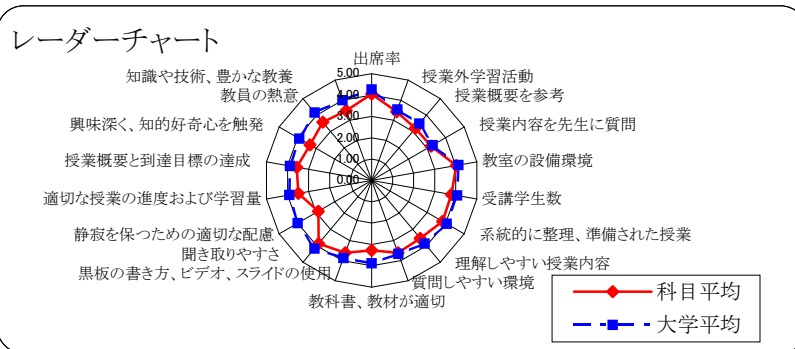 レーダーチャート
出席率
授業外学習活動
授業概要を参考
授業内容を先生に質問
教室の設備環境
受講学生数
系統的に整理、準備された授業
理解しやすい授業内容
質問しやすい環境
教科書、教材が適切
黒板の書き方、ビデオ、スライドの使用
聞き取りやすさ
静寂を保つための適切な配慮
適切な授業の進度および学習量
授業概要と到達目標の達成
興味深く、知的好奇心を触発
教員の熱意
知識や技術、豊かな教養
5.00
4.00
3.00
2.00
1.00
0.00
科目平均
大学平均